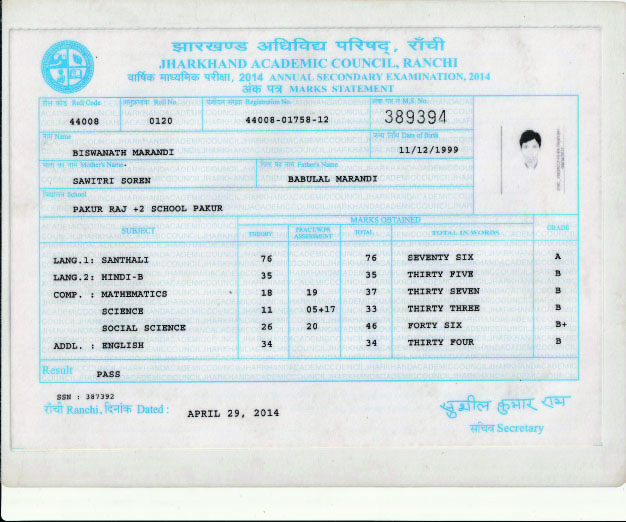 झारखण्ड अधिविद्य परिषद्, राँची
JHARKHAND ACADEMIC COUNCIL, RANCHI
वार्षिक माध्यमिक परीक्षा, 2014 ANNUAL SECONDARY EXAMINATION, 2014
अंक पत्र MARKS STATEMENT
Roll Code Roll No. Registration No. M.S. No.
44008 0120 44008-01758-12 389394
नाम Name जन्म तिथि Date of Birth
BISWANATH MARANDI 11/12/1999
माता का नाम Mother's Name पिता का नाम Father's Name
SAWITRI SOREN BABULAL MARANDI
विद्यालय School
PAKUR RAJ +2 SCHOOL PAKUR
SUBJECT MARKS OBTAINED GRADE
THEORY PRACT/WPS ASSESSMENT TOTAL TOTAL IN WORDS
LANG.1: SANTHALI 76 76 SEVENTY SIX A
LANG.2: HINDI-B 35 35 THIRTY FIVE B
COMP. : MATHEMATICS 18 19 37 THIRTY SEVEN B
SCIENCE 11 05+17 33 THIRTY THREE B
SOCIAL SCIENCE 26 20 46 FORTY SIX B+
ADDL. : ENGLISH 34 34 THIRTY FOUR B
Result PASS
SSN : 387392
राँची Ranchi, दिनांक Dated : APRIL 29, 2014
सुशील कुमार राय
सचिव Secretary